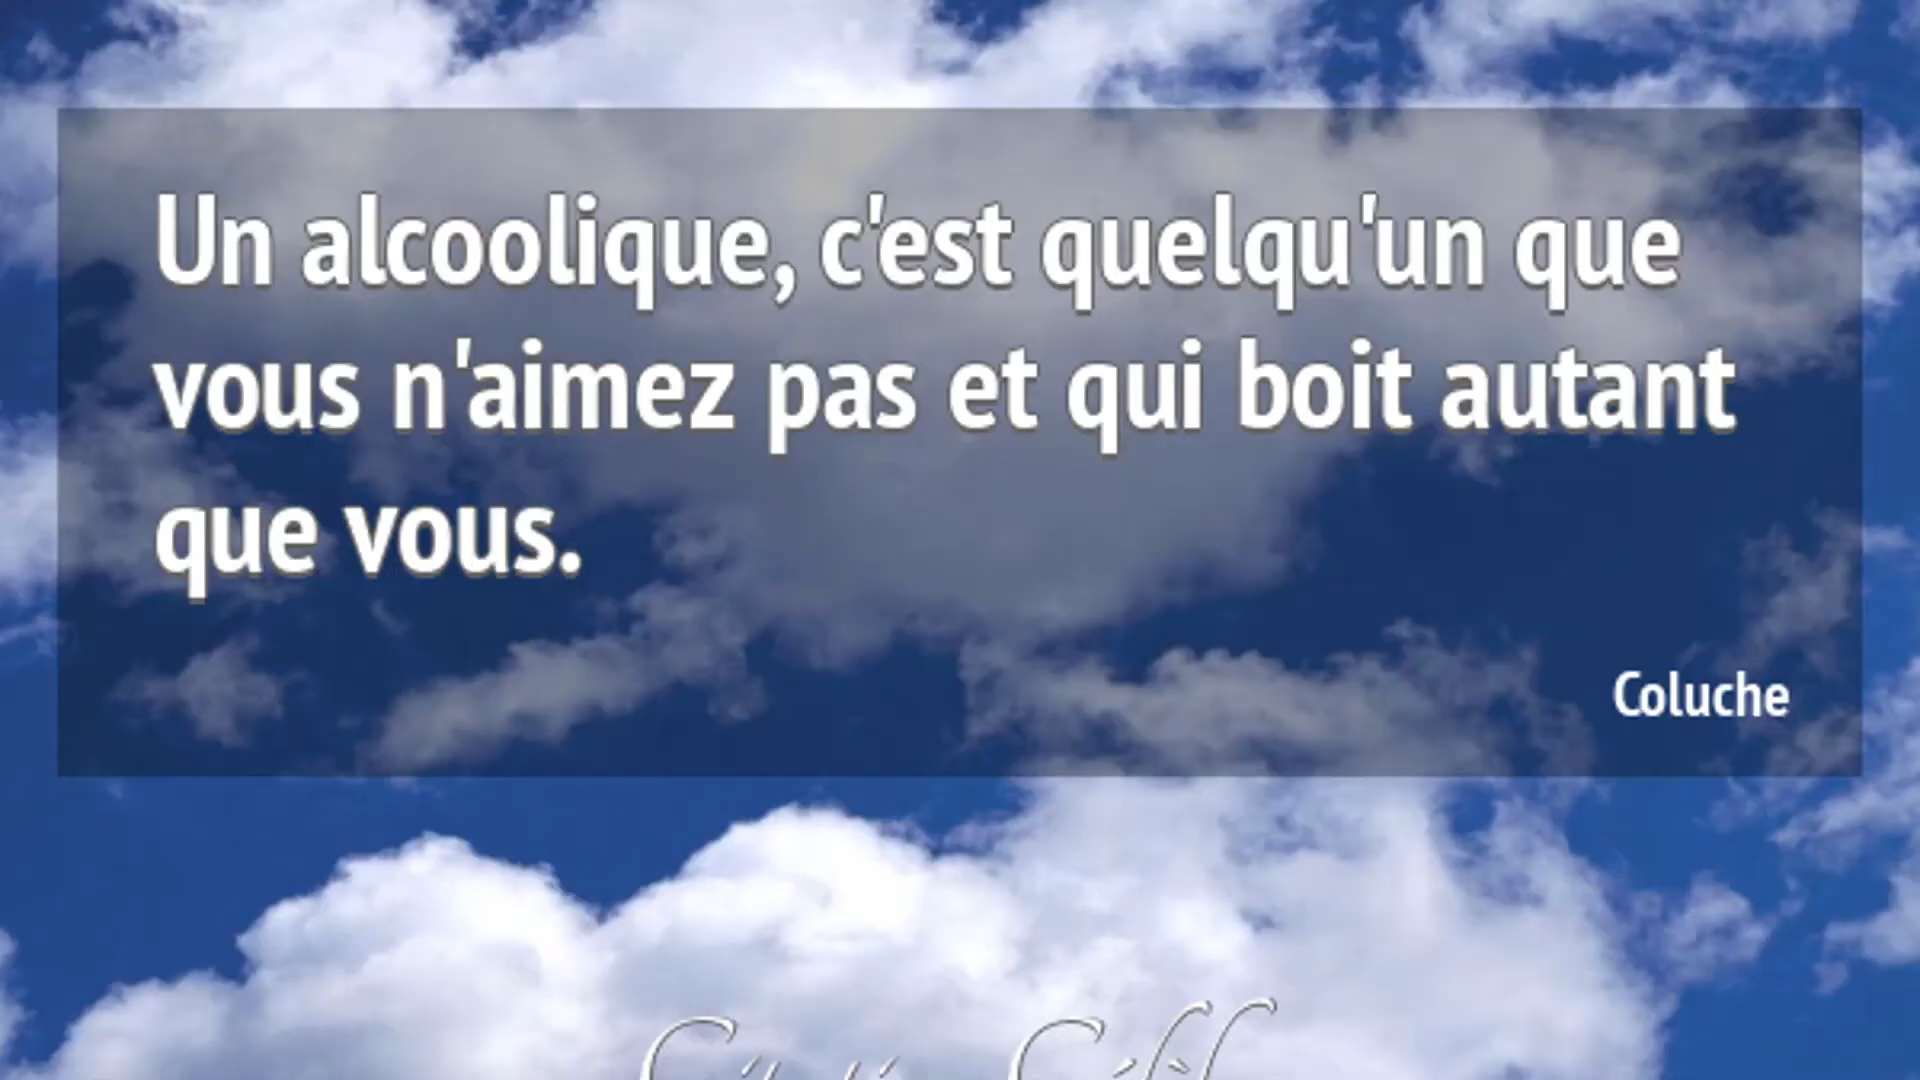 Un alcoolique, c'est quelqu'un que
vous n'aimez pas et qui boit autant
que vous.
Coluche